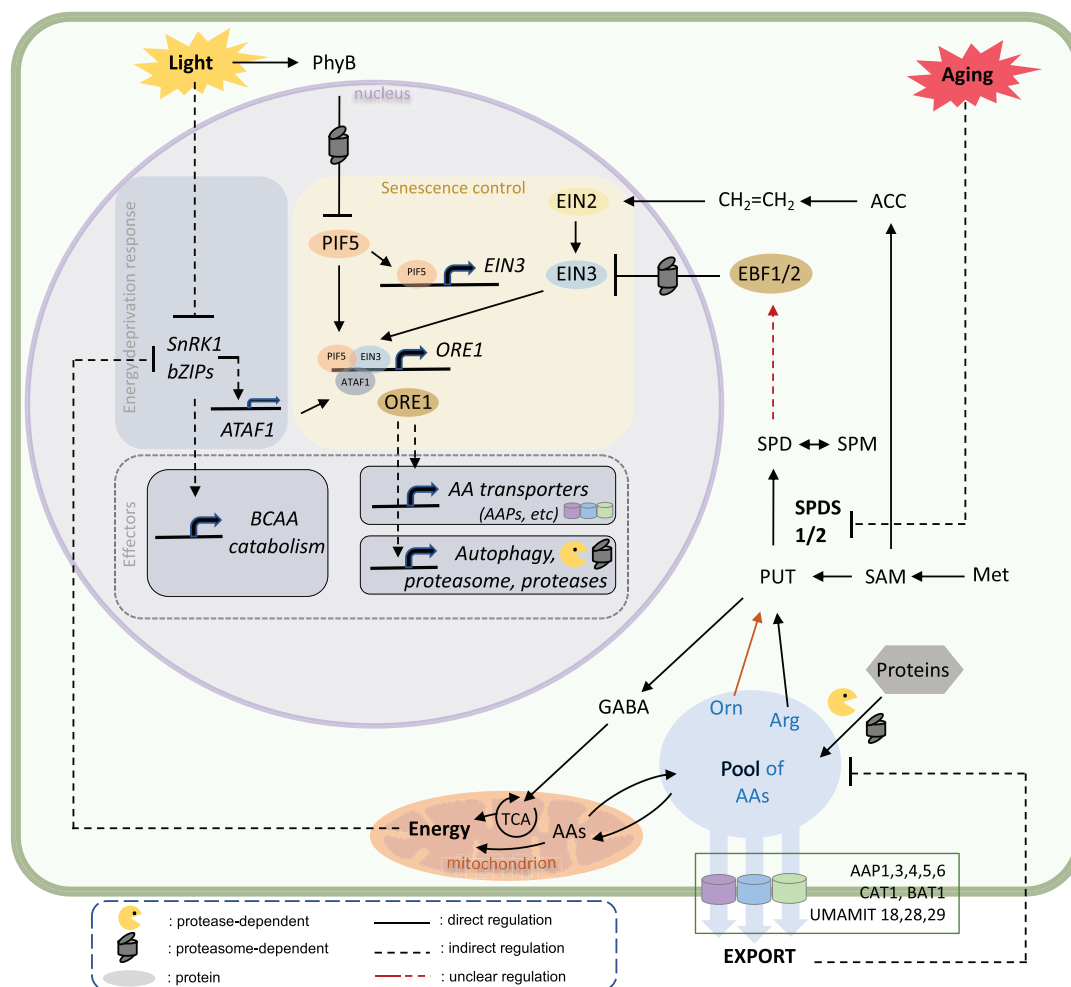 Light
PhyB
Aging
nucleus
Energy deprivation response
Senescence control
EIN2
CH2=CH2
ACC
PIF5
PIF5
EIN3
EIN3
EBF1/2
SnRK1
bZIPs
PIF5
EIN3
ORE1
ATAF1
ORE1
ATAF1
SPD
SPM
Effectors
BCAA
catabolism
AA transporters
(AAPs, etc)
Autophagy,
proteasome, proteases
SPDS
1/2
PUT
SAM
Met
Proteins
GABA
Orn
Arg
Pool of
AAs
Energy
TCA
AAs
mitochondrion
AAP1,3,4,5,6
CAT1, BAT1
UMAMIT 18,28,29
EXPORT
: protease-dependent
: direct regulation
: proteasome-dependent
: indirect regulation
: protein
: unclear regulation